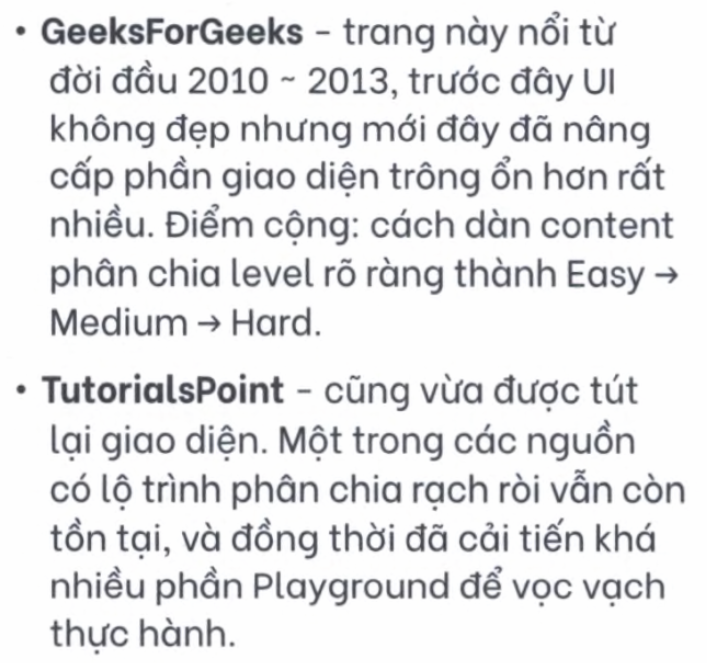 • GeeksForGeeks - trang này nổi từ
đời đầu 2010 ~ 2013, trước đây UI
không đẹp nhưng mới đây đã nâng
cấp phần giao diện trông ổn hơn rất
nhiều. Điểm cộng: cách dàn content
phân chia level rõ ràng thành Easy →
Medium → Hard.
• TutorialsPoint - cũng vừa được tút
lại giao diện. Một trong các nguồn
có lộ trình phân chia rạch ròi vẫn còn
tồn tại, và đồng thời đã cải tiến khá
nhiều phần Playground để vọc vạch
thực hành.